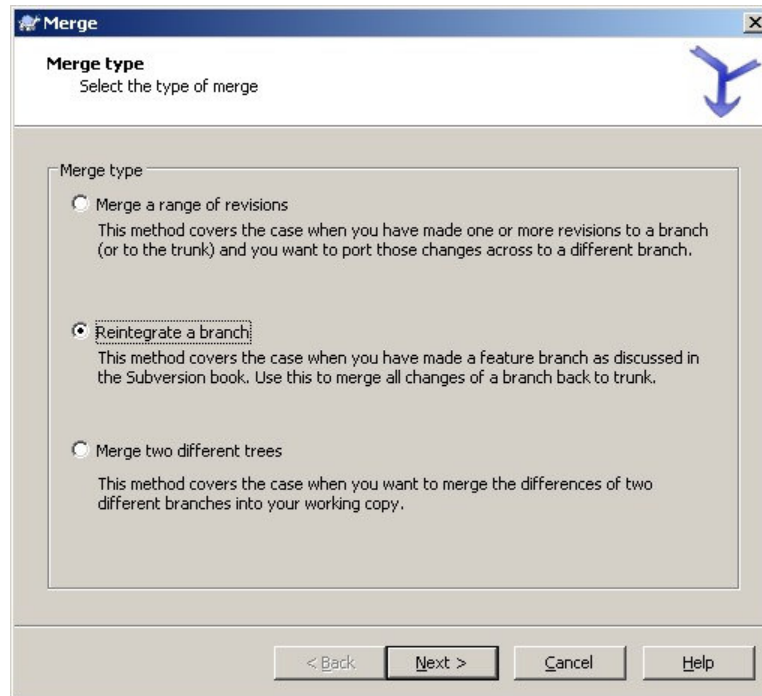 Merge
Merge type
Select the type of merge
Merge type
Merge a range of revisions
This method covers the case when you have made one or more revisions to a branch
(or to the trunk) and you want to port those changes across to a different branch.
Reintegrate a branch
This method covers the case when you have made a feature branch as discussed in
the Subversion book. Use this to merge all changes of a branch back to trunk.
Merge two different trees
This method covers the case when you want to merge the differences of two
different branches into your working copy.
< Back
Next >
Cancel
Help